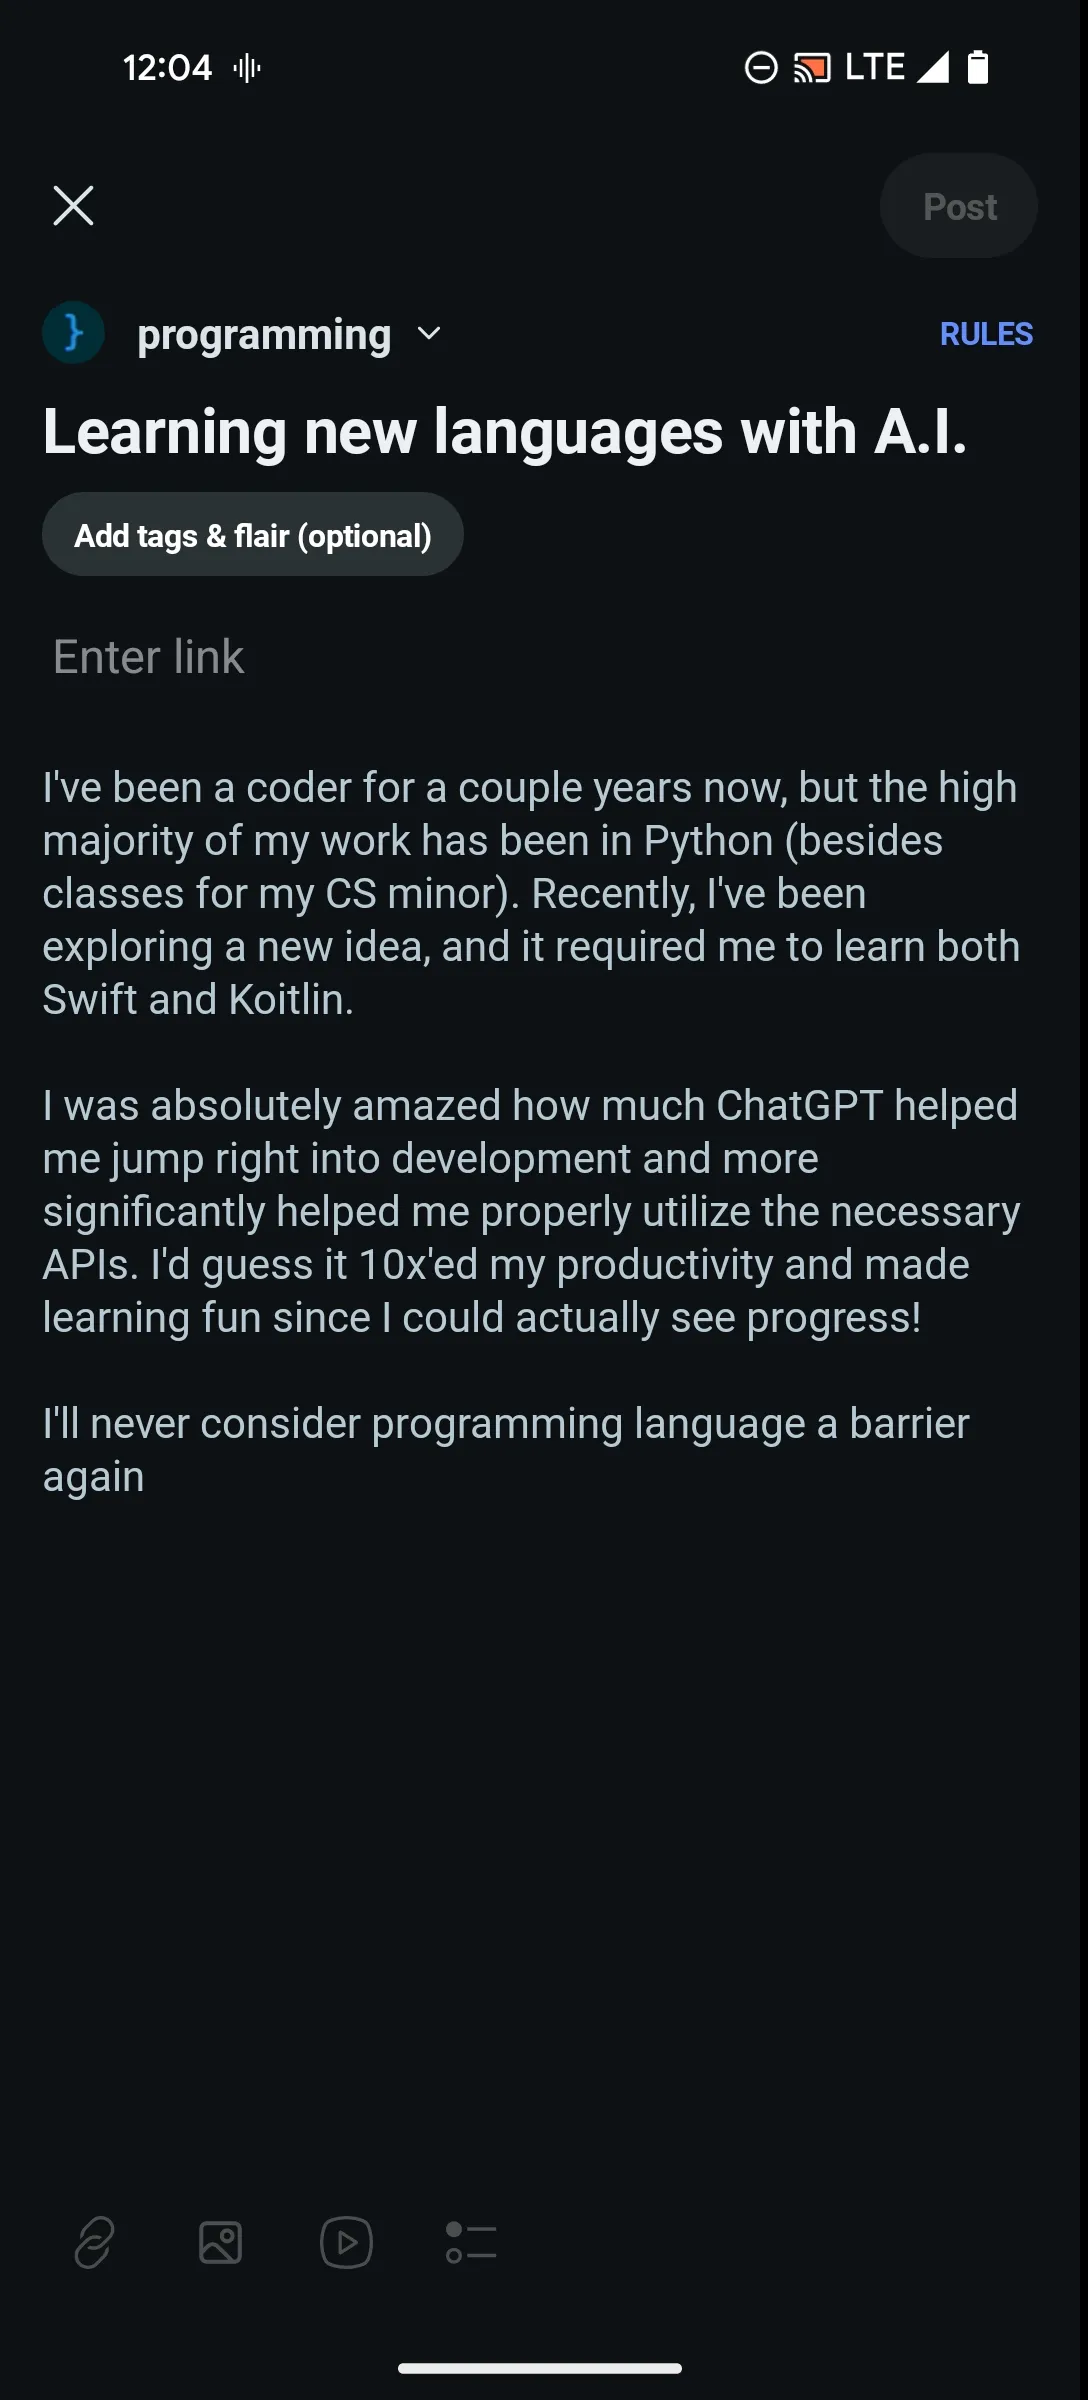 12:04
LTE
Post
programming
RULES
Learning new languages with A.I.
Add tags & flair (optional)
Enter link
I've been a coder for a couple years now, but the high
majority of my work has been in Python (besides
classes for my CS minor). Recently, I've been
exploring a new idea, and it required me to learn both
Swift and Koitlin.
I was absolutely amazed how much ChatGPT helped
me jump right into development and more
significantly helped me properly utilize the necessary
APIs. I'd guess it 10x'ed my productivity and made
learning fun since I could actually see progress!
I'll never consider programming language a barrier
again